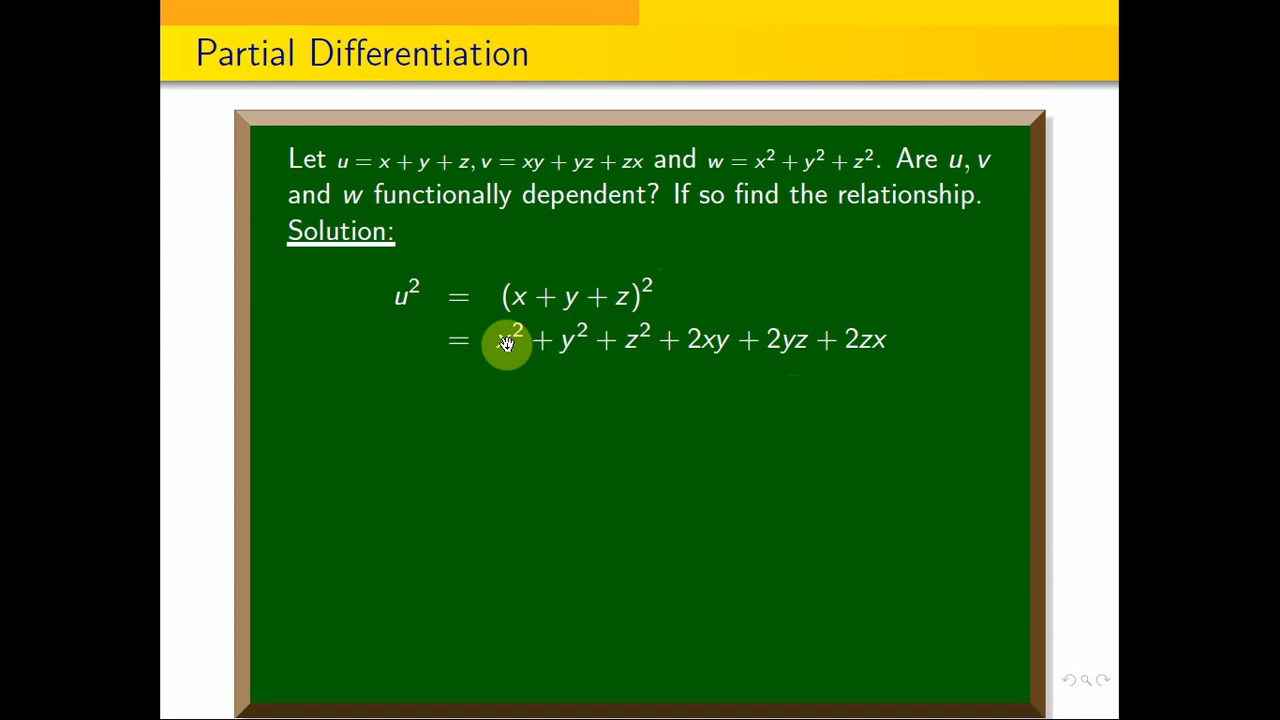 Partial Differentiation
Let u = x + y + z, v = xy + yz + zx and w = x² + y² + z². Are u, v
and w functionally dependent? If so find the relationship.
Solution:
u² = (x + y + z)²
= x² + y² + z² + 2xy + 2yz + 2zx